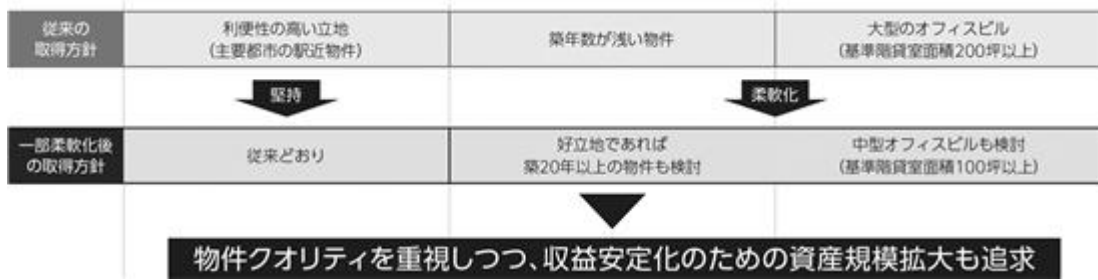 従来の
取得方針
利便性の高い立地
(主要都市の駅近物件)
築年数が浅い物件
大型のオフィスビル
(基準階貸室面積200坪以上)
堅持
柔軟化
一部柔軟化後
の取得方針
従来どおり
好立地であれば
築20年以上の物件も検討
中型オフィスビルも検討
(基準階貸室面積100坪以上)
物件クオリティを重視しつつ、収益安定化のための資産規模拡大も追求